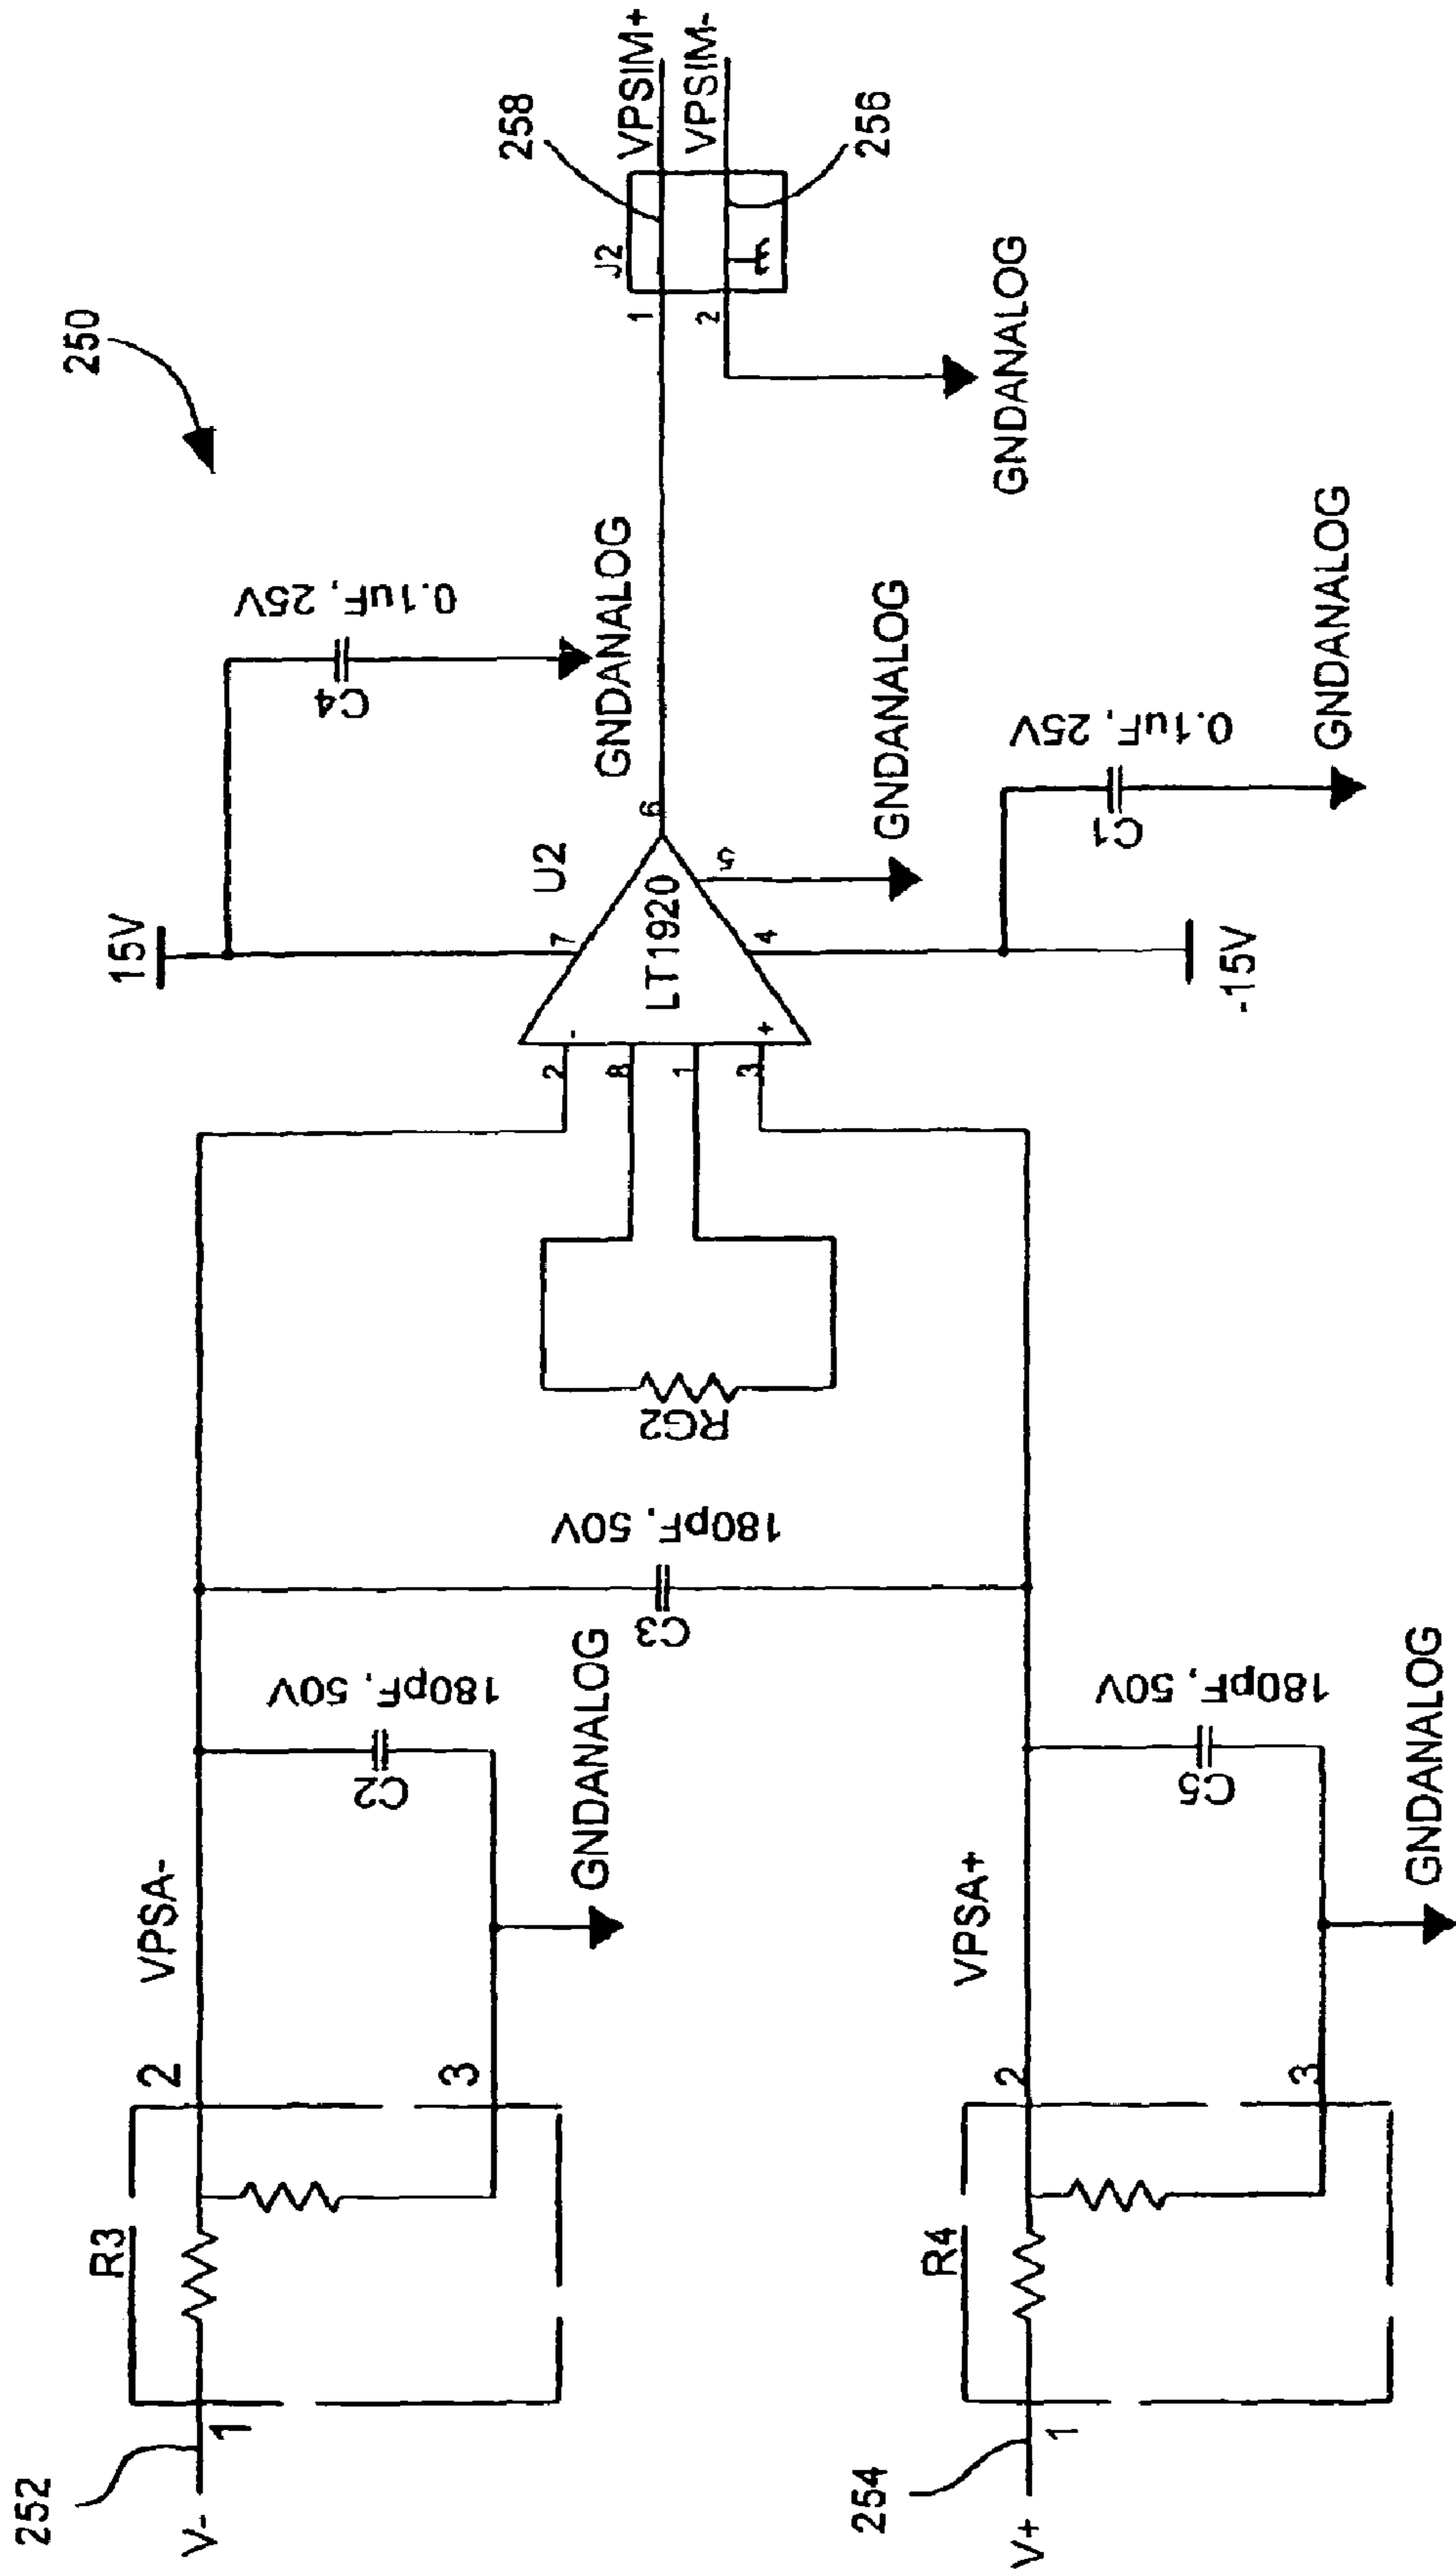 250
15V
C4
0.1uF, 25V
GNDANALOG
U2
7
6
LT1920
5
4
GNDANALOG
-15V
C1
0.1uF, 25V
GNDANALOG
2
8
1
3
-
+
RG2
J2
1
2
258
VPSIM+
VPSIM-
256
GNDANALOG
252
V-
1
R3
2
3
VPSA-
C2
180pF, 50V
GNDANALOG
C3
180pF, 50V
254
V+
1
R4
2
3
VPSA+
C5
180pF, 50V
GNDANALOG